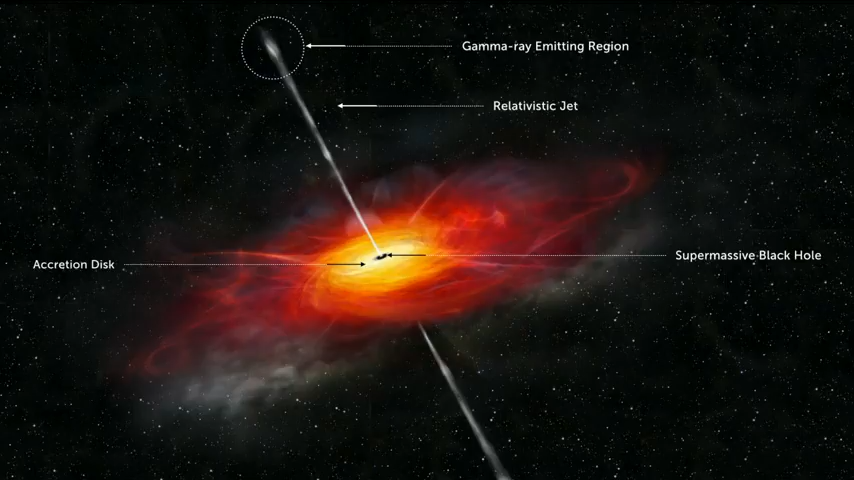 Gamma-ray Emitting Region
Relativistic Jet
Supermassive Black Hole
Accretion Disk